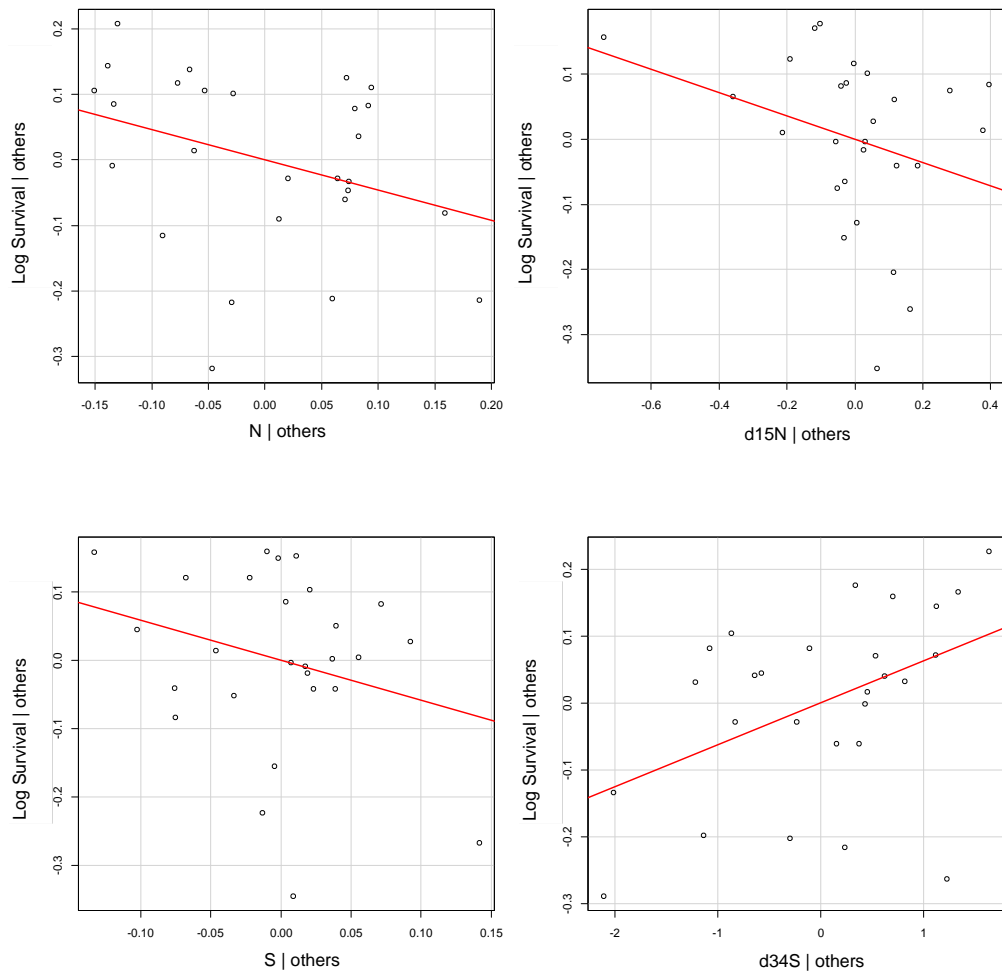 Log Survival | others
0.2
0.1
0.0
-0.1
-0.2
-0.3
-0.15 -0.10 -0.05 0.00 0.05 0.10 0.15 0.20
N | others
Log Survival | others
0.1
0.0
-0.1
-0.2
-0.3
-0.6 -0.4 -0.2 0.0 0.2 0.4
d15N | others
Log Survival | others
0.1
0.0
-0.1
-0.2
-0.3
-0.10 -0.05 0.00 0.05 0.10 0.15
S | others
Log Survival | others
0.2
0.1
0.0
-0.1
-0.2
-0.3
-2 -1 0 1
d34S | others